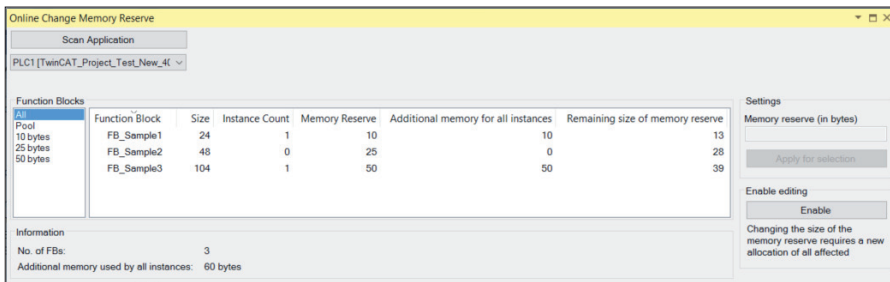 Online Change Memory Reserve
Scan Application
PLC1 [TwinCAT_Project_Test_New_4(
Function Blocks
All
Pool
10 bytes
25 bytes
50 bytes
Function Block Size Instance Count Memory Reserve Additional memory for all instances Remaining size of memory reserve
FB_Sample1 24 1 10 10 13
FB_Sample2 48 0 25 0 28
FB_Sample3 104 1 50 50 39
Settings
Memory reserve (in bytes)
Apply for selection
Enable editing
Enable
Changing the size of the
memory reserve requires a new
allocation of all affected
Information
No. of FBs: 3
Additional memory used by all instances: 60 bytes